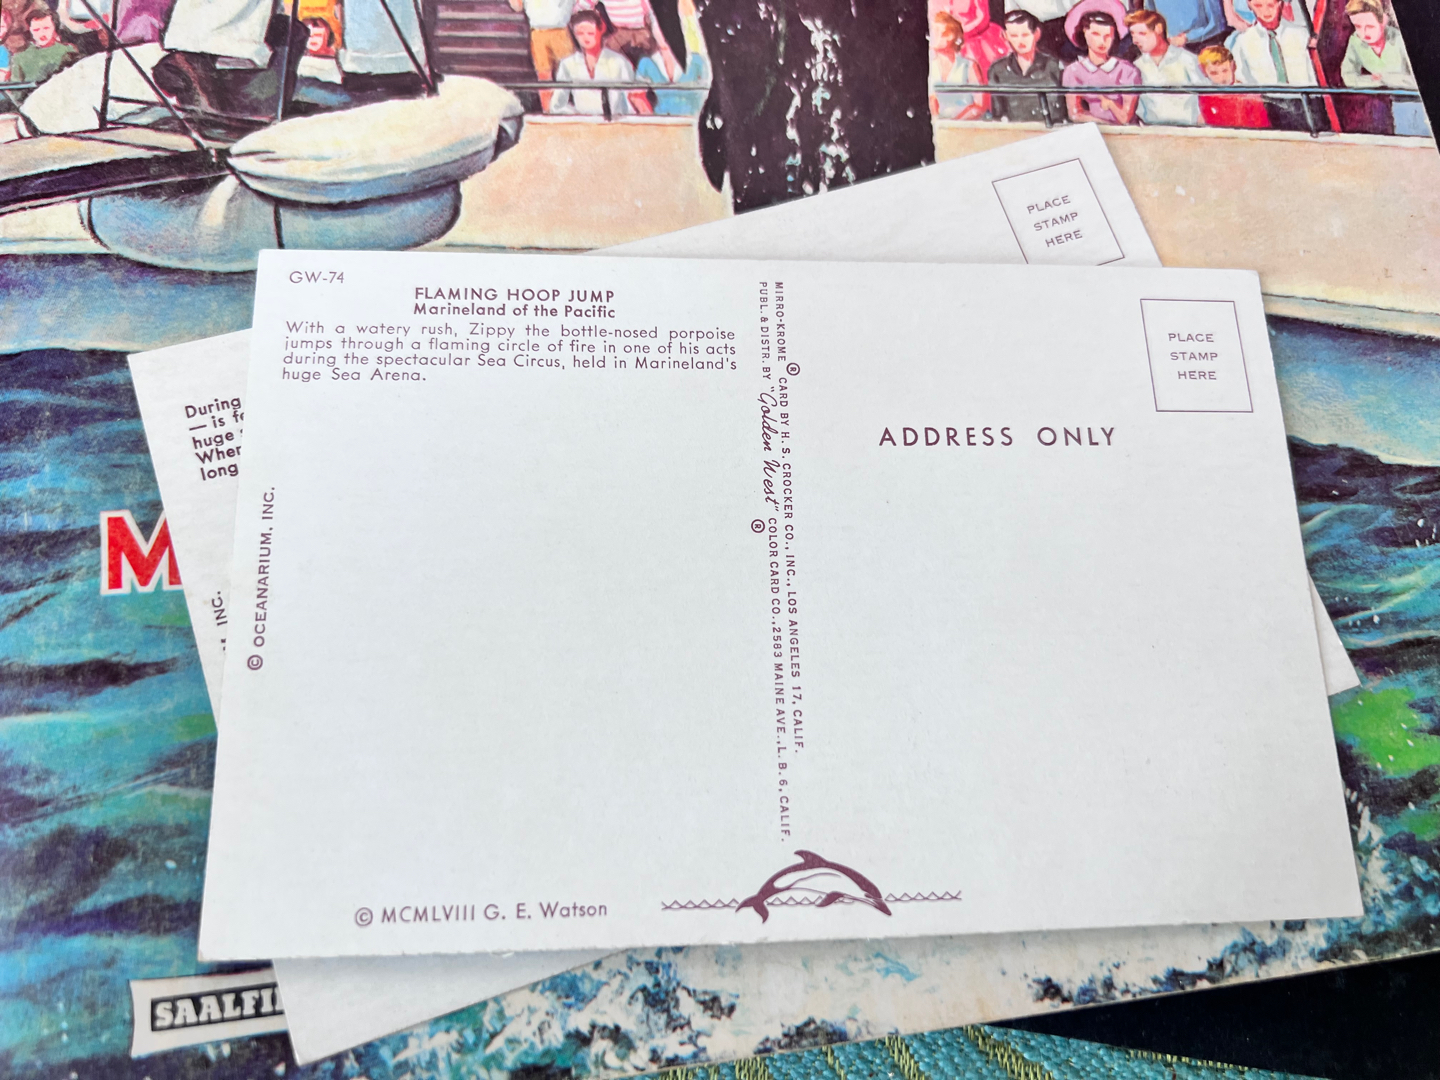 PLACE
STAMP
HERE
GW-74
FLAMING HOOP JUMP
Marineland of the Pacific
With a watery rush, Zippy the bottle-nosed porpoise
jumps through a flaming circle of fire in one of his acts
during the spectacular Sea Circus, held in Marineland's
huge Sea Arena.
MIRRO-KROME ® CARD BY H. S. CROCKER CO., INC., LOS ANGELES 17, CALIF.
PUBL. & DISTR. BY "Golden West" ® COLOR CARD CO., 2583 MAINE AVE., L. B. 6, CALIF.
PLACE
STAMP
HERE
ADDRESS ONLY
© OCEANARIUM, INC.
© MCMLVIII G. E. Watson
During
— is
huge
long
INC.
M